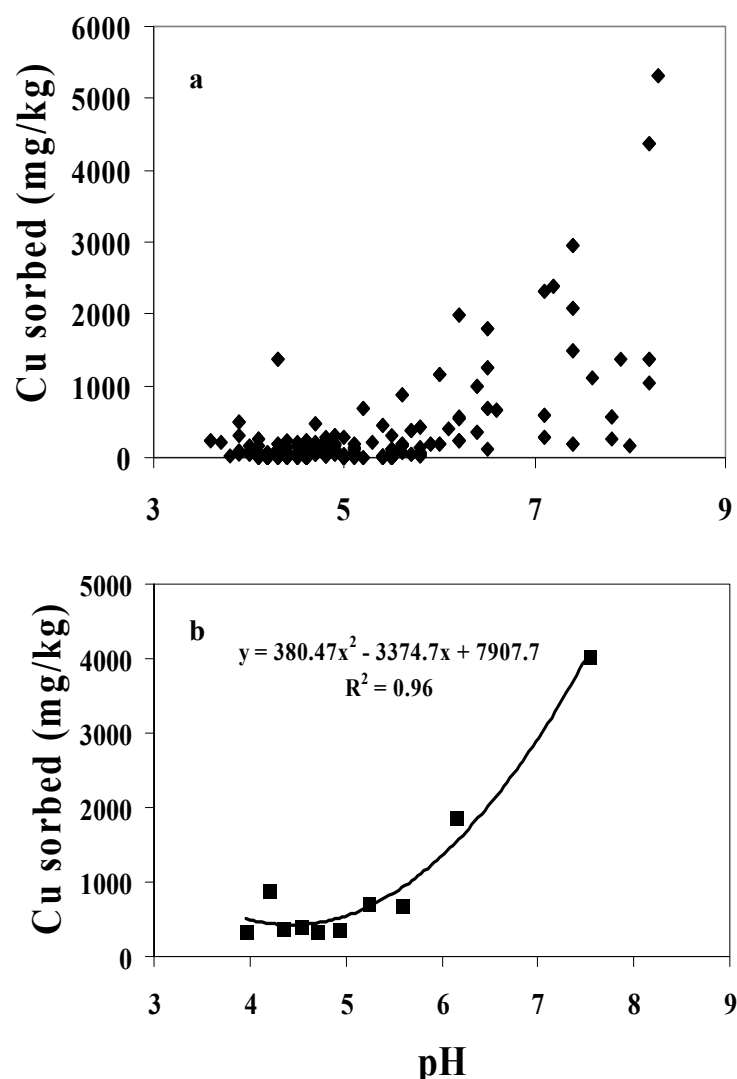 a
Cu sorbed (mg/kg)
6000
5000
4000
3000
2000
1000
0
3 5 7 9
b
y = 380.47x² - 3374.7x + 7907.7
R² = 0.96
Cu sorbed (mg/kg)
5000
4000
3000
2000
1000
0
3 4 5 6 7 8 9
pH